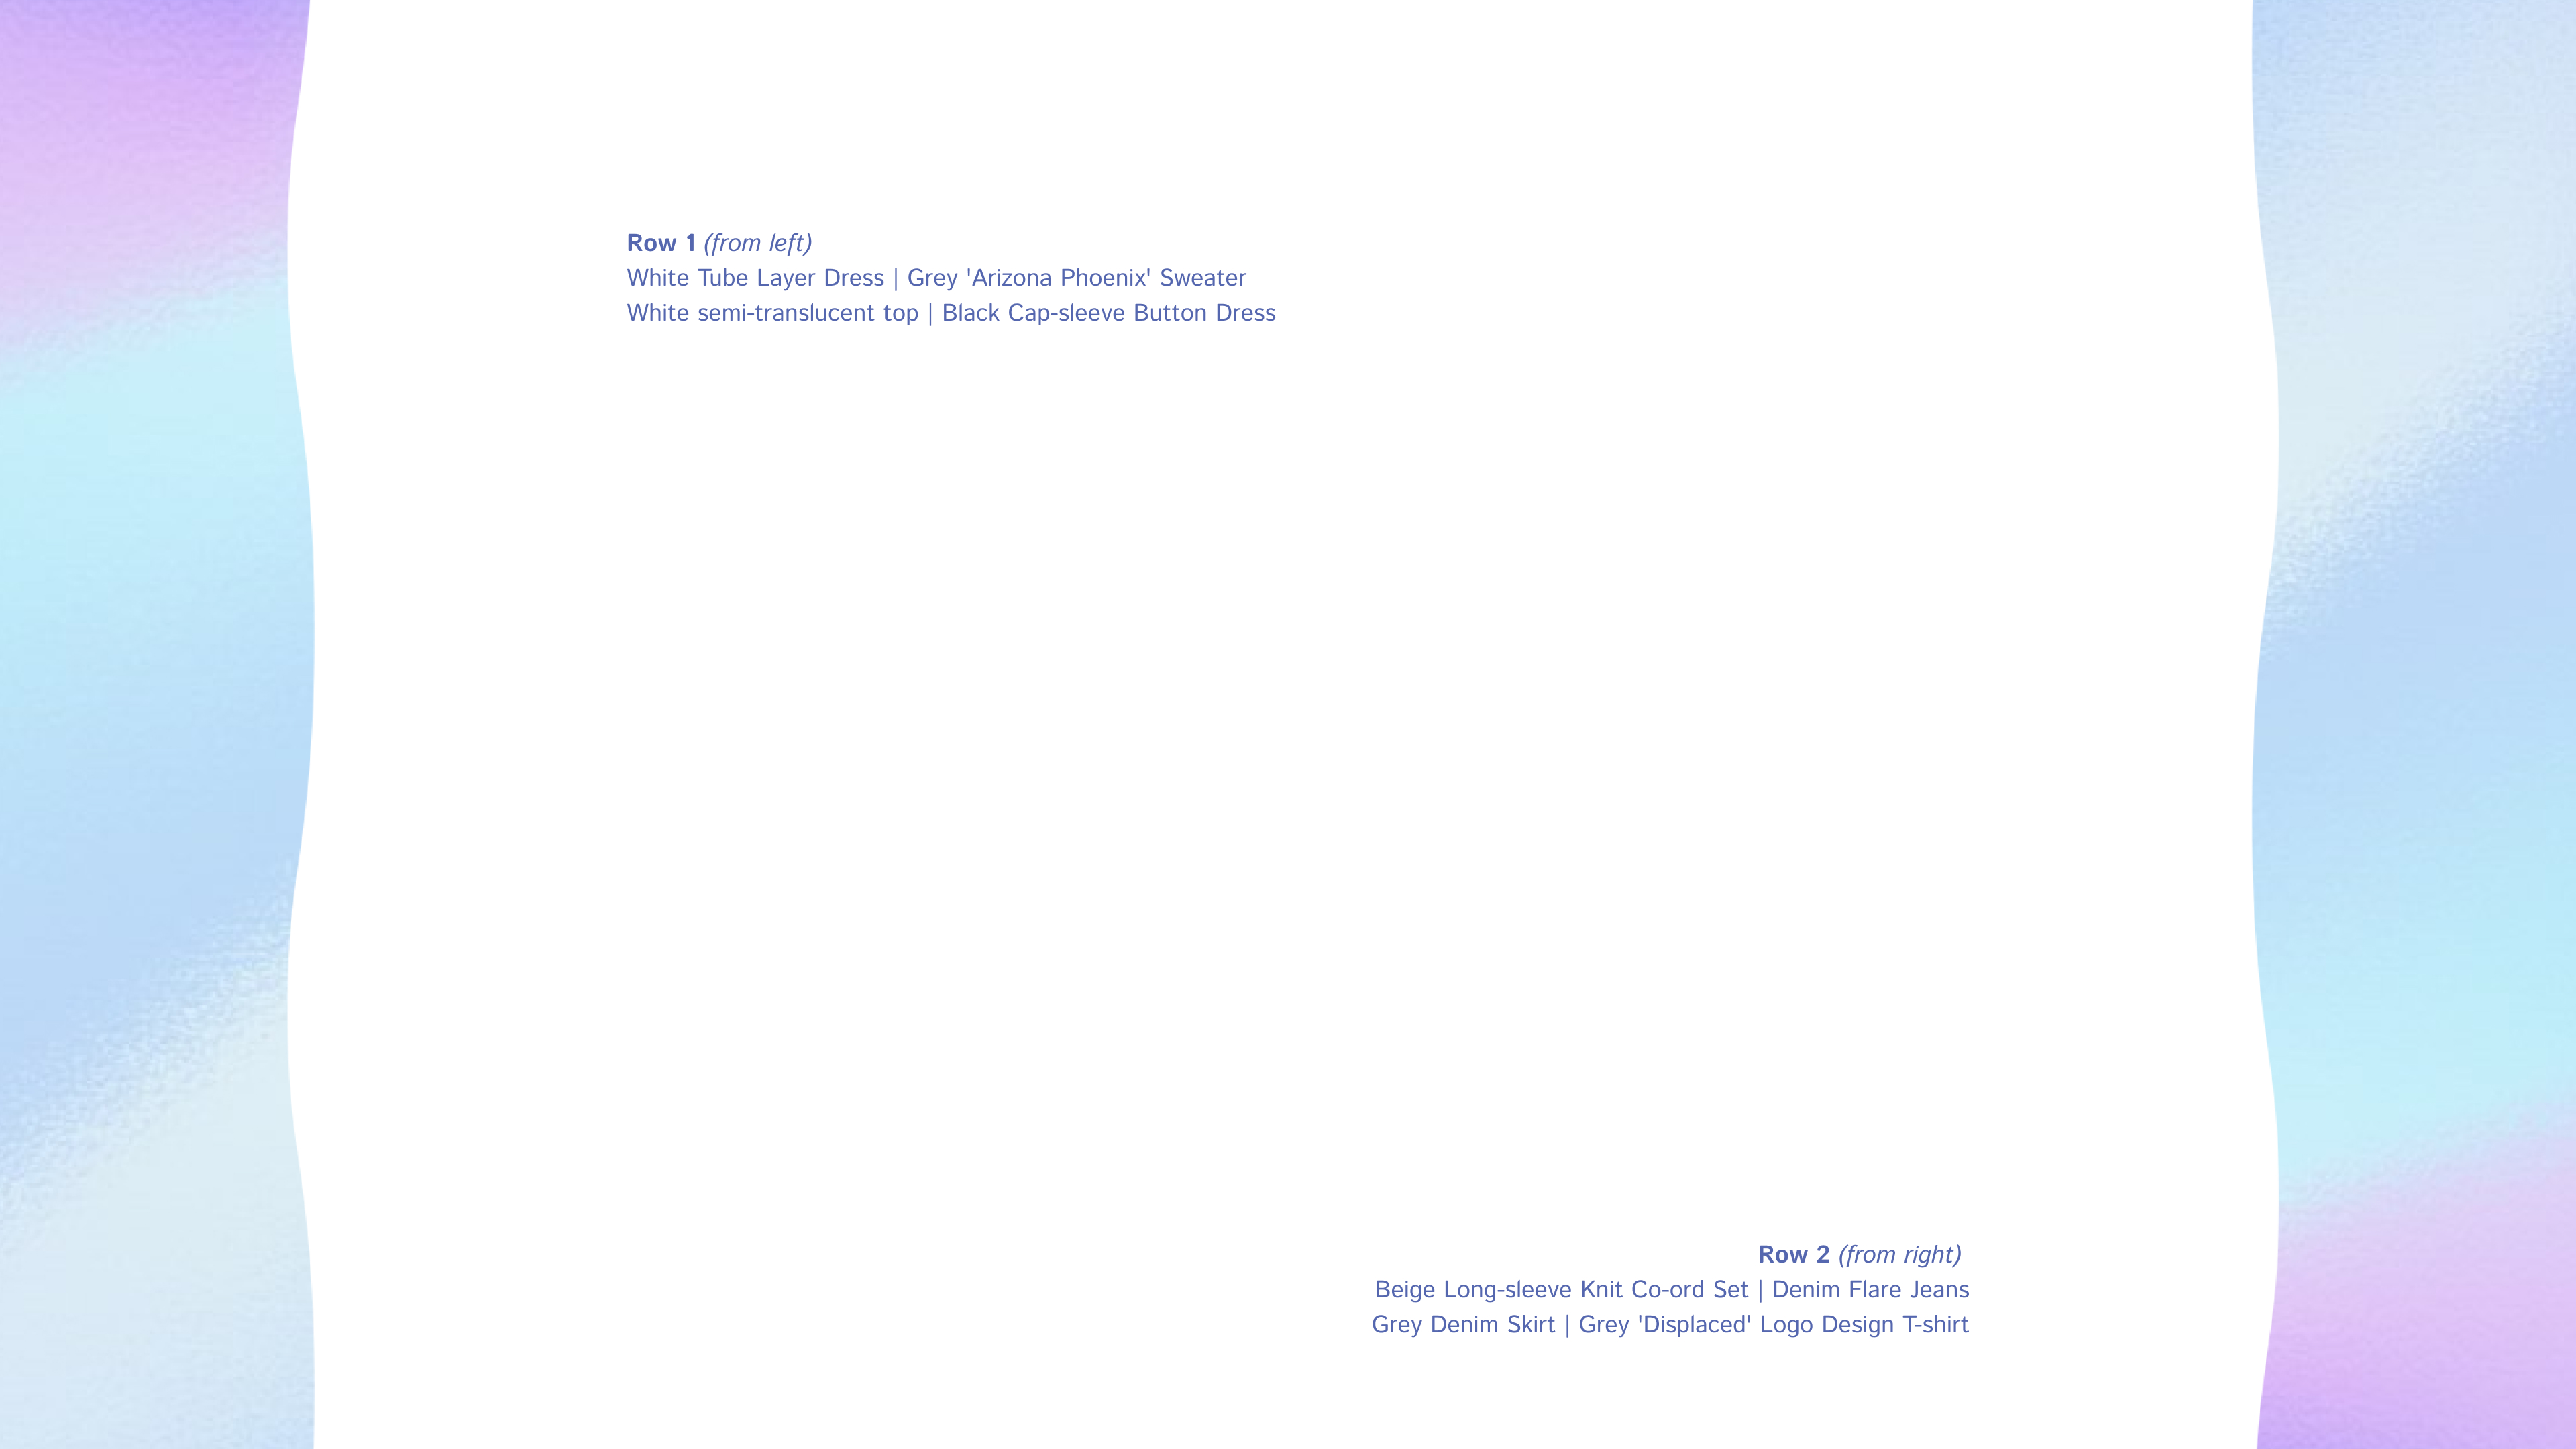 Row 1 (from left)
White Tube Layer Dress | Grey 'Arizona Phoenix' Sweater
White semi-translucent top | Black Cap-sleeve Button Dress
Row 2 (from right)
Beige Long-sleeve Knit Co-ord Set | Denim Flare Jeans
Grey Denim Skirt | Grey 'Displaced' Logo Design T-shirt